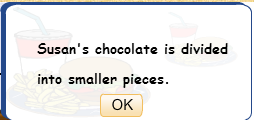 Susan's chocolate is divided
into smaller pieces.
OK